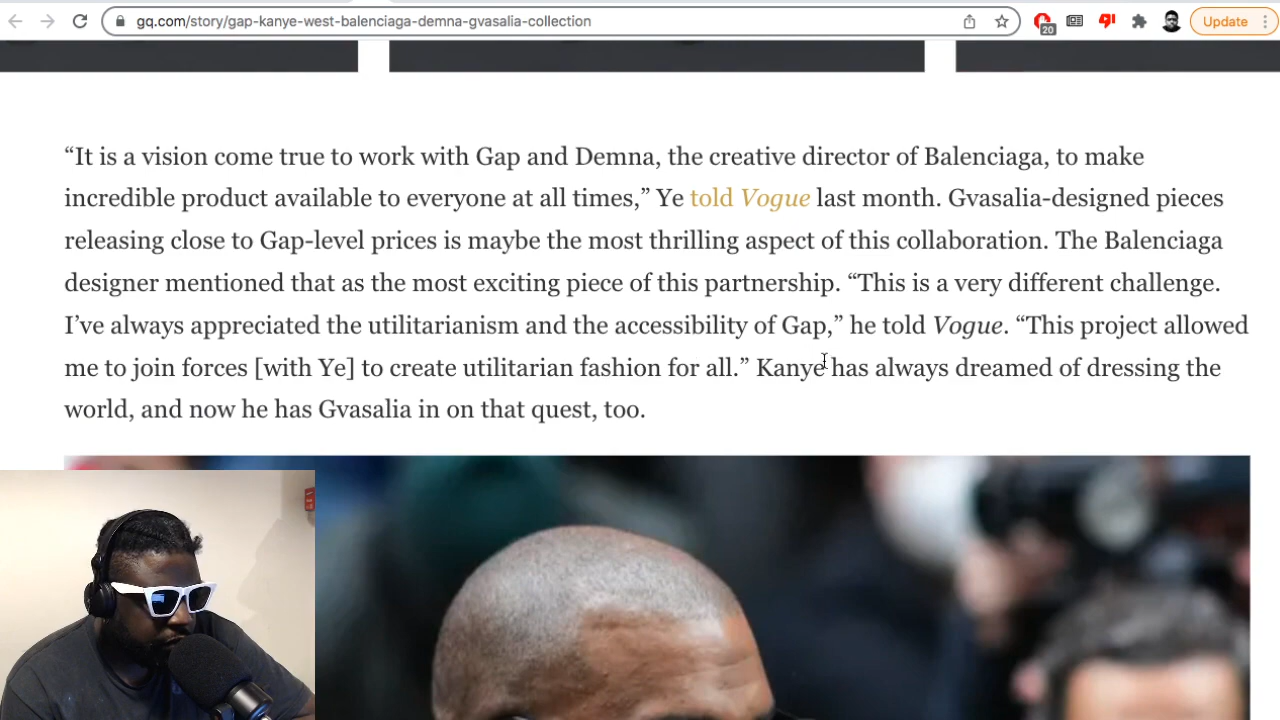 gq.com/story/gap-kanye-west-balenciaga-demna-gvasalia-collection
20
Update
“It is a vision come true to work with Gap and Demna, the creative director of Balenciaga, to make
incredible product available to everyone at all times,” Ye told Vogue last month. Gvasalia-designed pieces
releasing close to Gap-level prices is maybe the most thrilling aspect of this collaboration. The Balenciaga
designer mentioned that as the most exciting piece of this partnership. “This is a very different challenge.
I’ve always appreciated the utilitarianism and the accessibility of Gap,” he told Vogue. “This project allowed
me to join forces [with Ye] to create utilitarian fashion for all.” Kanye has always dreamed of dressing the
world, and now he has Gvasalia in on that quest, too.